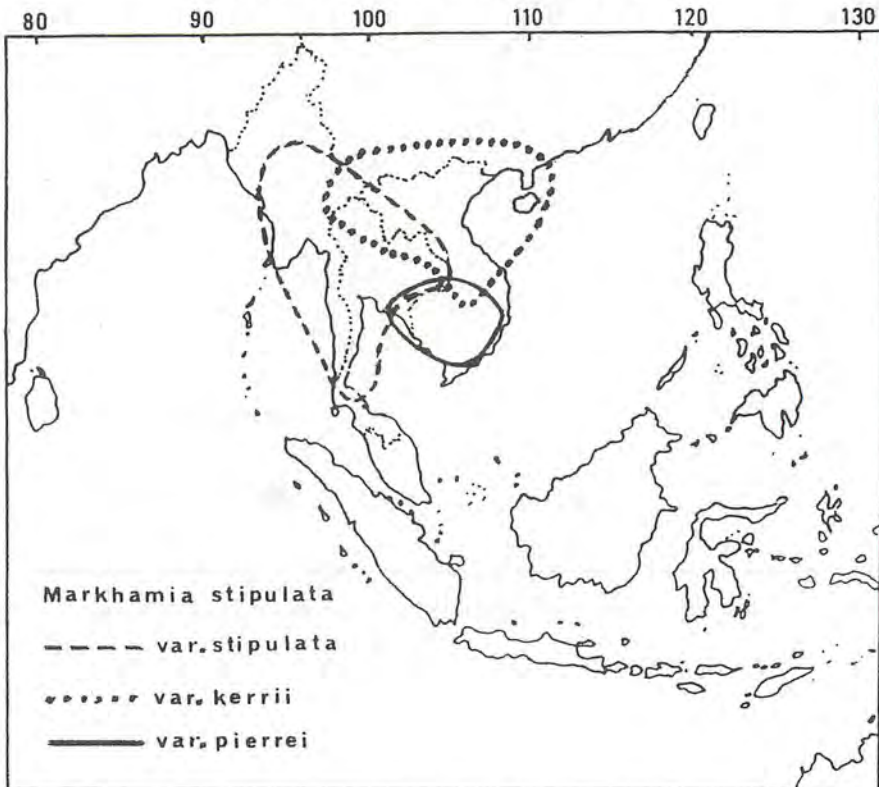 80 90 100 110 120 130
Markhamia stipulata
var. stipulata
var. kerrii
var. pierrei